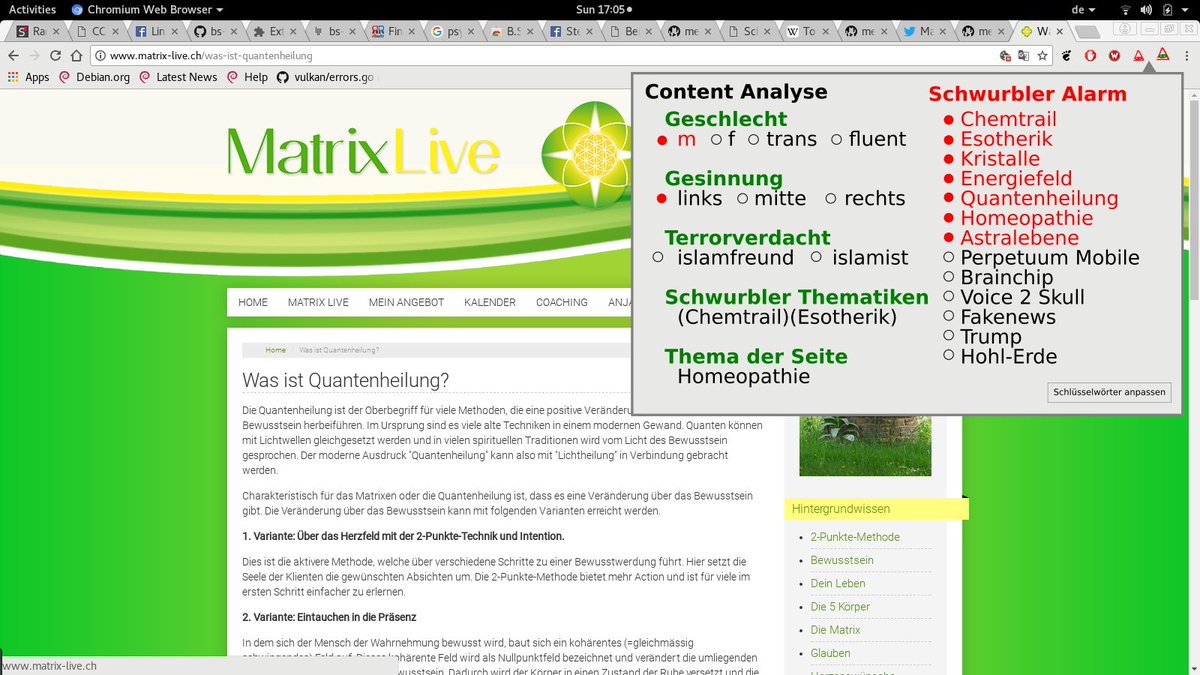 Activities Chromium Web Browser Sun 17:05 de
Ra CC Lin bs- Ext bs- Fin psy B.S Ste Be me Scl To me Ma me Wa
www.matrix-live.ch/was-ist-quantenheilung
Apps Debian.org Latest News Help vulkan/errors.go
MatrixLive
HOME MATRIX LIVE MEIN ANGEBOT KALENDER COACHING ANJA
Home / Was ist Quantenheilung?
Was ist Quantenheilung?
Die Quantenheilung ist der Oberbegriff für viele Methoden, die eine positive Veränderu
Bewusstsein herbeiführen. Im Ursprung sind es viele alte Techniken in einem modernen Gewand. Quanten können
mit Lichtwellen gleichgesetzt werden und in vielen spirituellen Traditionen wird vom Licht des Bewusstsein
gesprochen. Der moderne Ausdruck "Quantenheilung" kann also mit "Lichtheilung" in Verbindung gebracht
werden.
Charakteristisch für das Matrixen oder die Quantenheilung ist, dass es eine Veränderung über das Bewusstsein
gibt. Die Veränderung über das Bewusstsein kann mit folgenden Varianten erreicht werden.
1. Variante: Über das Herzfeld mit der 2-Punkte-Technik und Intention.
Dies ist die aktivere Methode, welche über verschiedene Schritte zu einer Bewusstwerdung führt. Hier setzt die
Seele der Klienten die gewünschten Absichten um. Die 2-Punkte-Methode bietet mehr Action und ist für viele im
ersten Schritt einfacher zu erlernen.
2. Variante: Eintauchen in die Präsenz
In dem sich der Mensch der Wahrnehmung bewusst wird, baut sich ein kohärentes (=gleichmässig
schwingendes) Feld auf. Dieses kohärente Feld wird als Nullpunktfeld bezeichnet und verändert die umliegenden
wusstsein. Dadurch wird der Körper in einen Zustand der Ruhe versetzt und die
www.matrix-live.ch
Content Analyse
Geschlecht
m f trans fluent
Gesinnung
links mitte rechts
Terrorverdacht
islamfreund islamist
Schwurbler Thematiken
(Chemtrail)(Esotherik)
Thema der Seite
Homeopathie
Schwurbler Alarm
Chemtrail
Esotherik
Kristalle
Energiefeld
Quantenheilung
Homeopathie
Astralebene
Perpetuum Mobile
Brainchip
Voice 2 Skull
Fakenews
Trump
Hohl-Erde
Schlüsselwörter anpassen
Hintergrundwissen
2-Punkte-Methode
Bewusstsein
Dein Leben
Die 5 Körper
Die Matrix
Glauben
Herzenswünsche